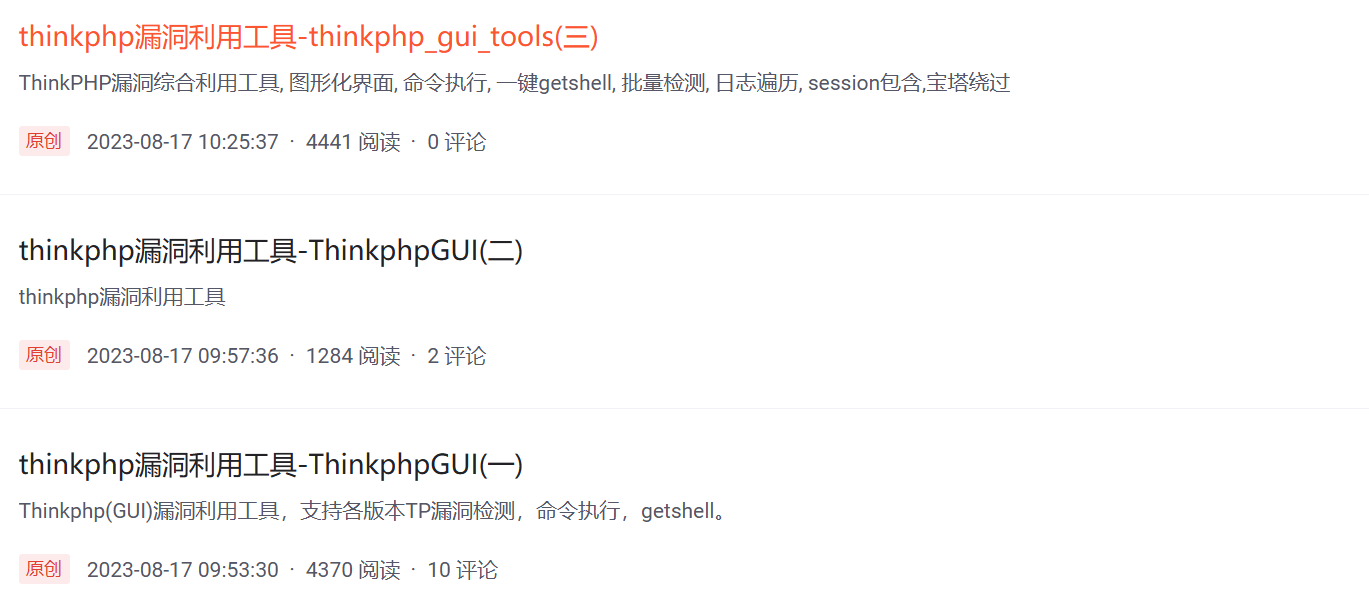 thinkphp漏洞利用工具-thinkphp_gui_tools(三)
ThinkPHP漏洞综合利用工具, 图形化界面, 命令执行, 一键getshell, 批量检测, 日志遍历, session包含,宝塔绕过
原创 2023-08-17 10:25:37 · 4441 阅读 · 0 评论
thinkphp漏洞利用工具-ThinkphpGUI(二)
thinkphp漏洞利用工具
原创 2023-08-17 09:57:36 · 1284 阅读 · 2 评论
thinkphp漏洞利用工具-ThinkphpGUI(一)
Thinkphp(GUI)漏洞利用工具，支持各版本TP漏洞检测，命令执行，getshell。
原创 2023-08-17 09:53:30 · 4370 阅读 · 10 评论